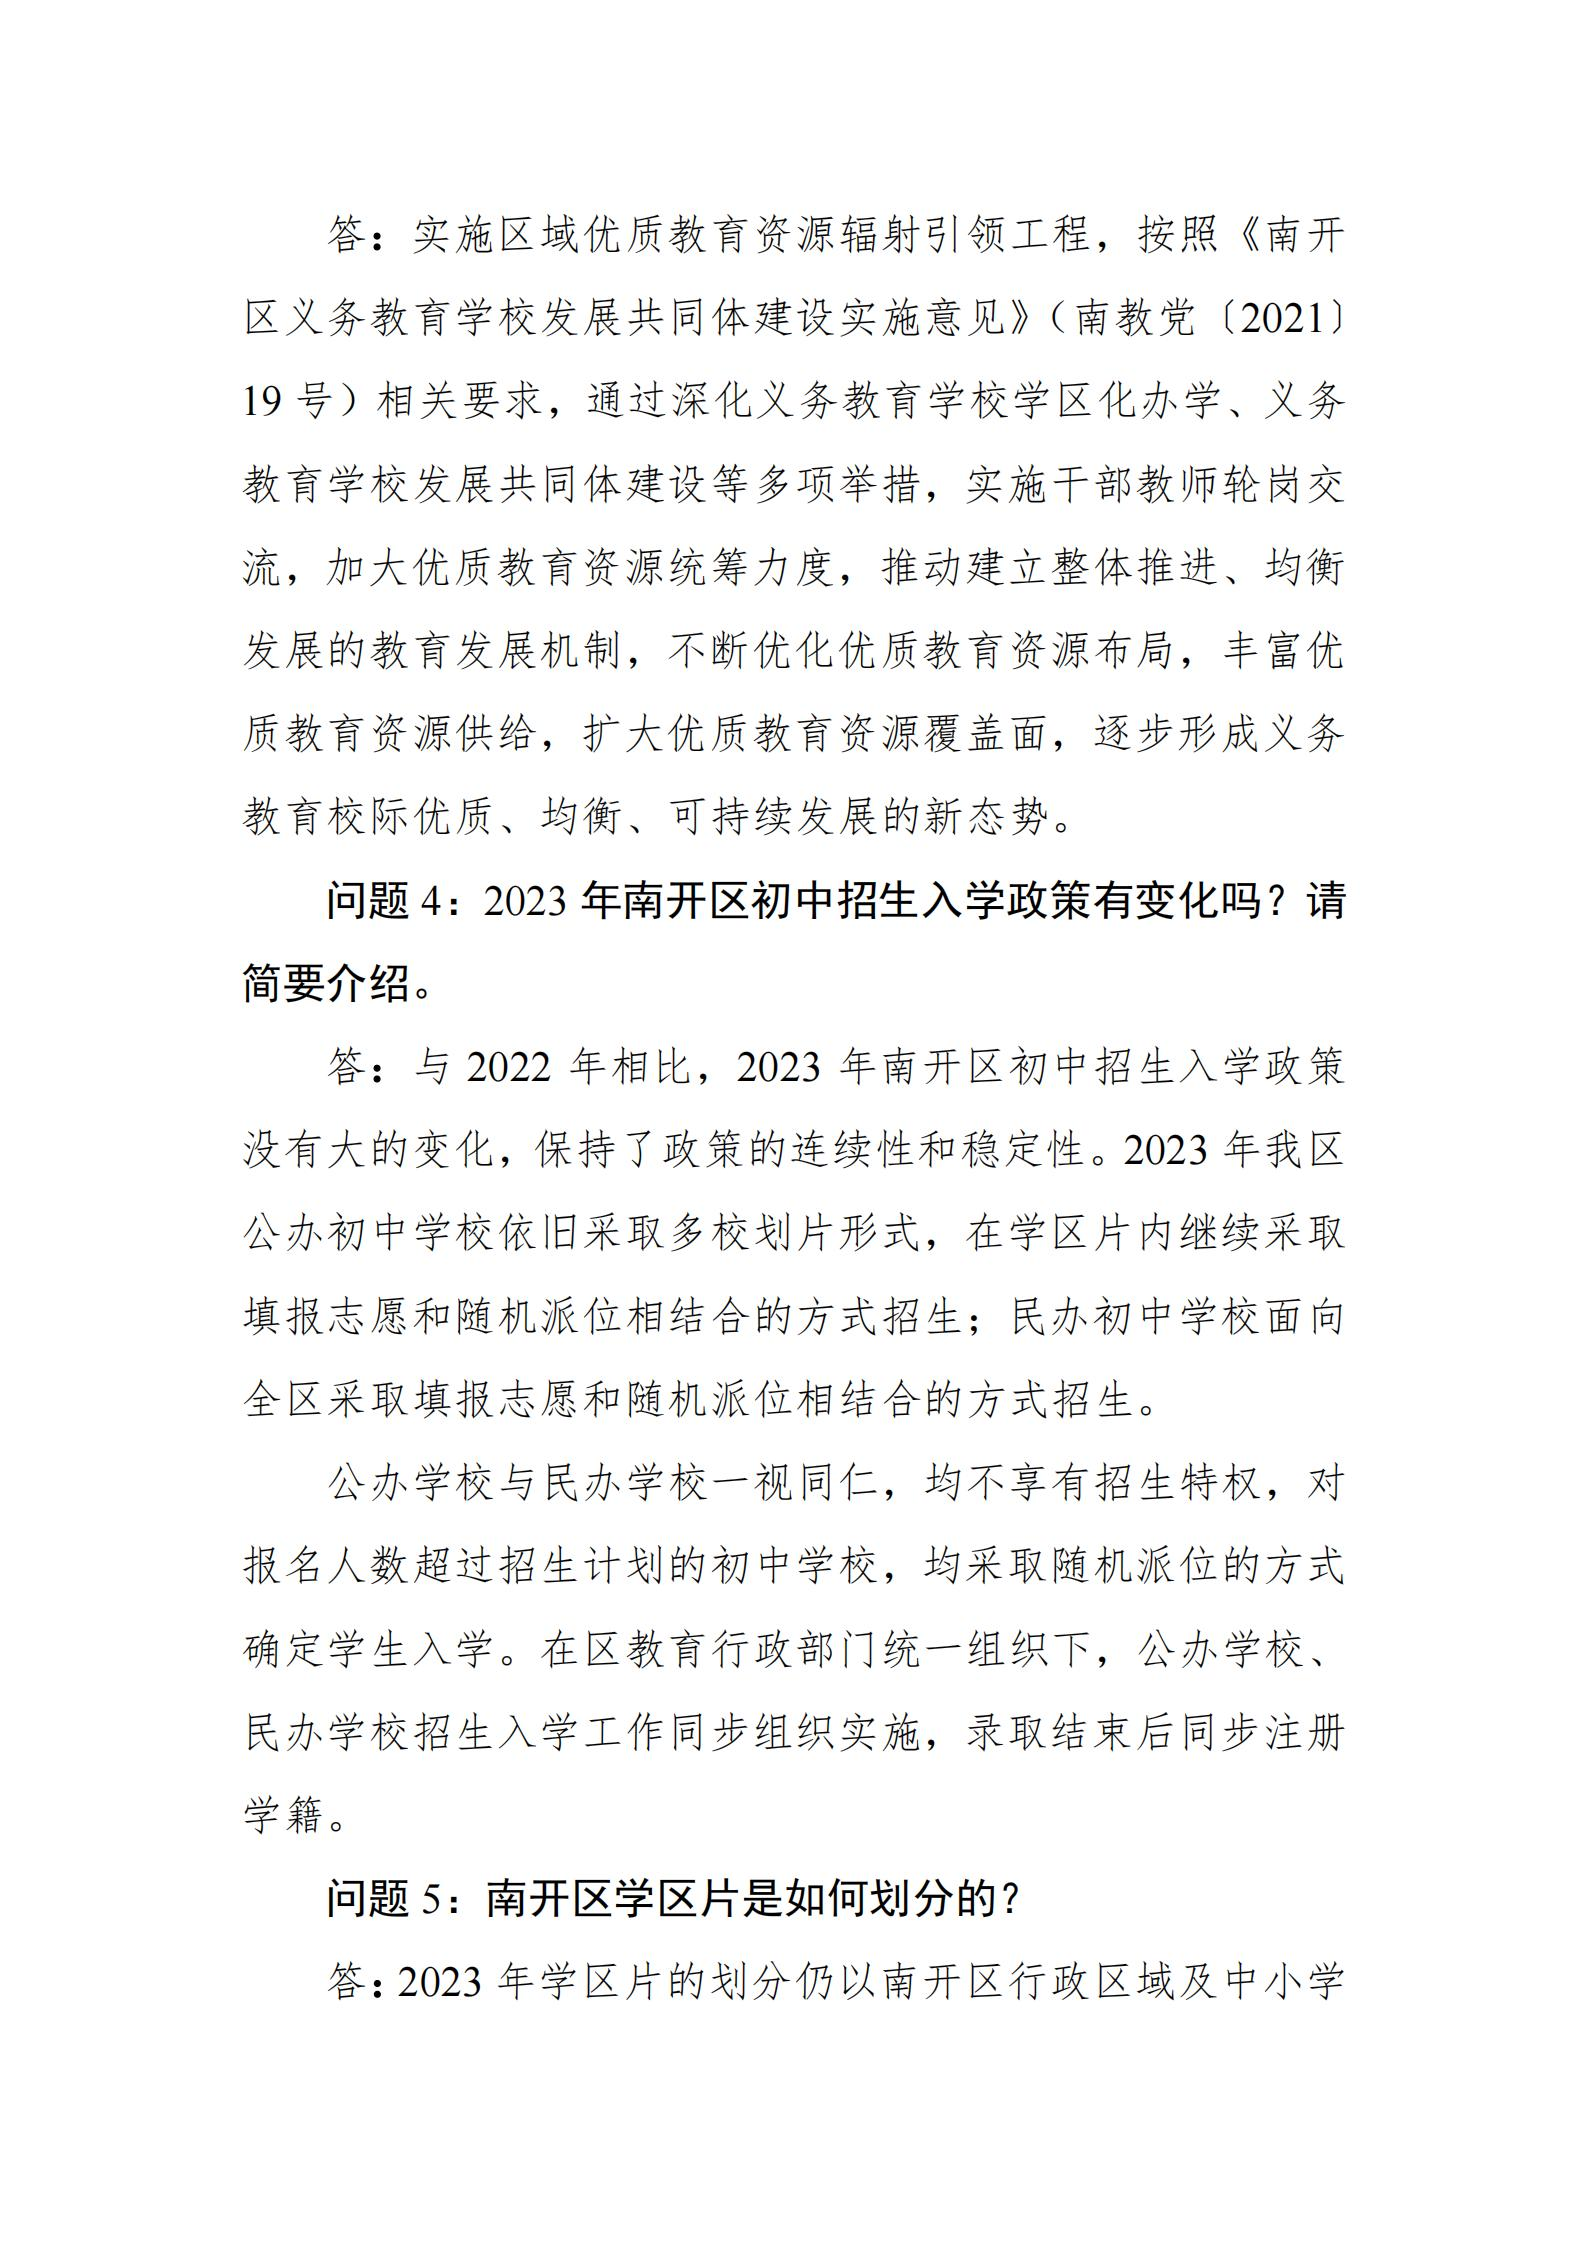 答：实施区域优质教育资源辐射引领工程，按照《南开
区义务教育学校发展共同体建设实施意见》（南教党〔2021〕
19 号）相关要求，通过深化义务教育学校学区化办学、义务
教育学校发展共同体建设等多项举措，实施干部教师轮岗交
流，加大优质教育资源统筹力度，推动建立整体推进、均衡
发展的教育发展机制，不断优化优质教育资源布局，丰富优
质教育资源供给，扩大优质教育资源覆盖面，逐步形成义务
教育校际优质、均衡、可持续发展的新态势。
问题 4：2023 年南开区初中招生入学政策有变化吗？请
简要介绍。
答：与 2022 年相比，2023 年南开区初中招生入学政策
没有大的变化，保持了政策的连续性和稳定性。2023 年我区
公办初中学校依旧采取多校划片形式，在学区片内继续采取
填报志愿和随机派位相结合的方式招生；民办初中学校面向
全区采取填报志愿和随机派位相结合的方式招生。
公办学校与民办学校一视同仁，均不享有招生特权，对
报名人数超过招生计划的初中学校，均采取随机派位的方式
确定学生入学。在区教育行政部门统一组织下，公办学校、
民办学校招生入学工作同步组织实施，录取结束后同步注册
学籍。
问题 5：南开区学区片是如何划分的？
答：2023 年学区片的划分仍以南开区行政区域及中小学